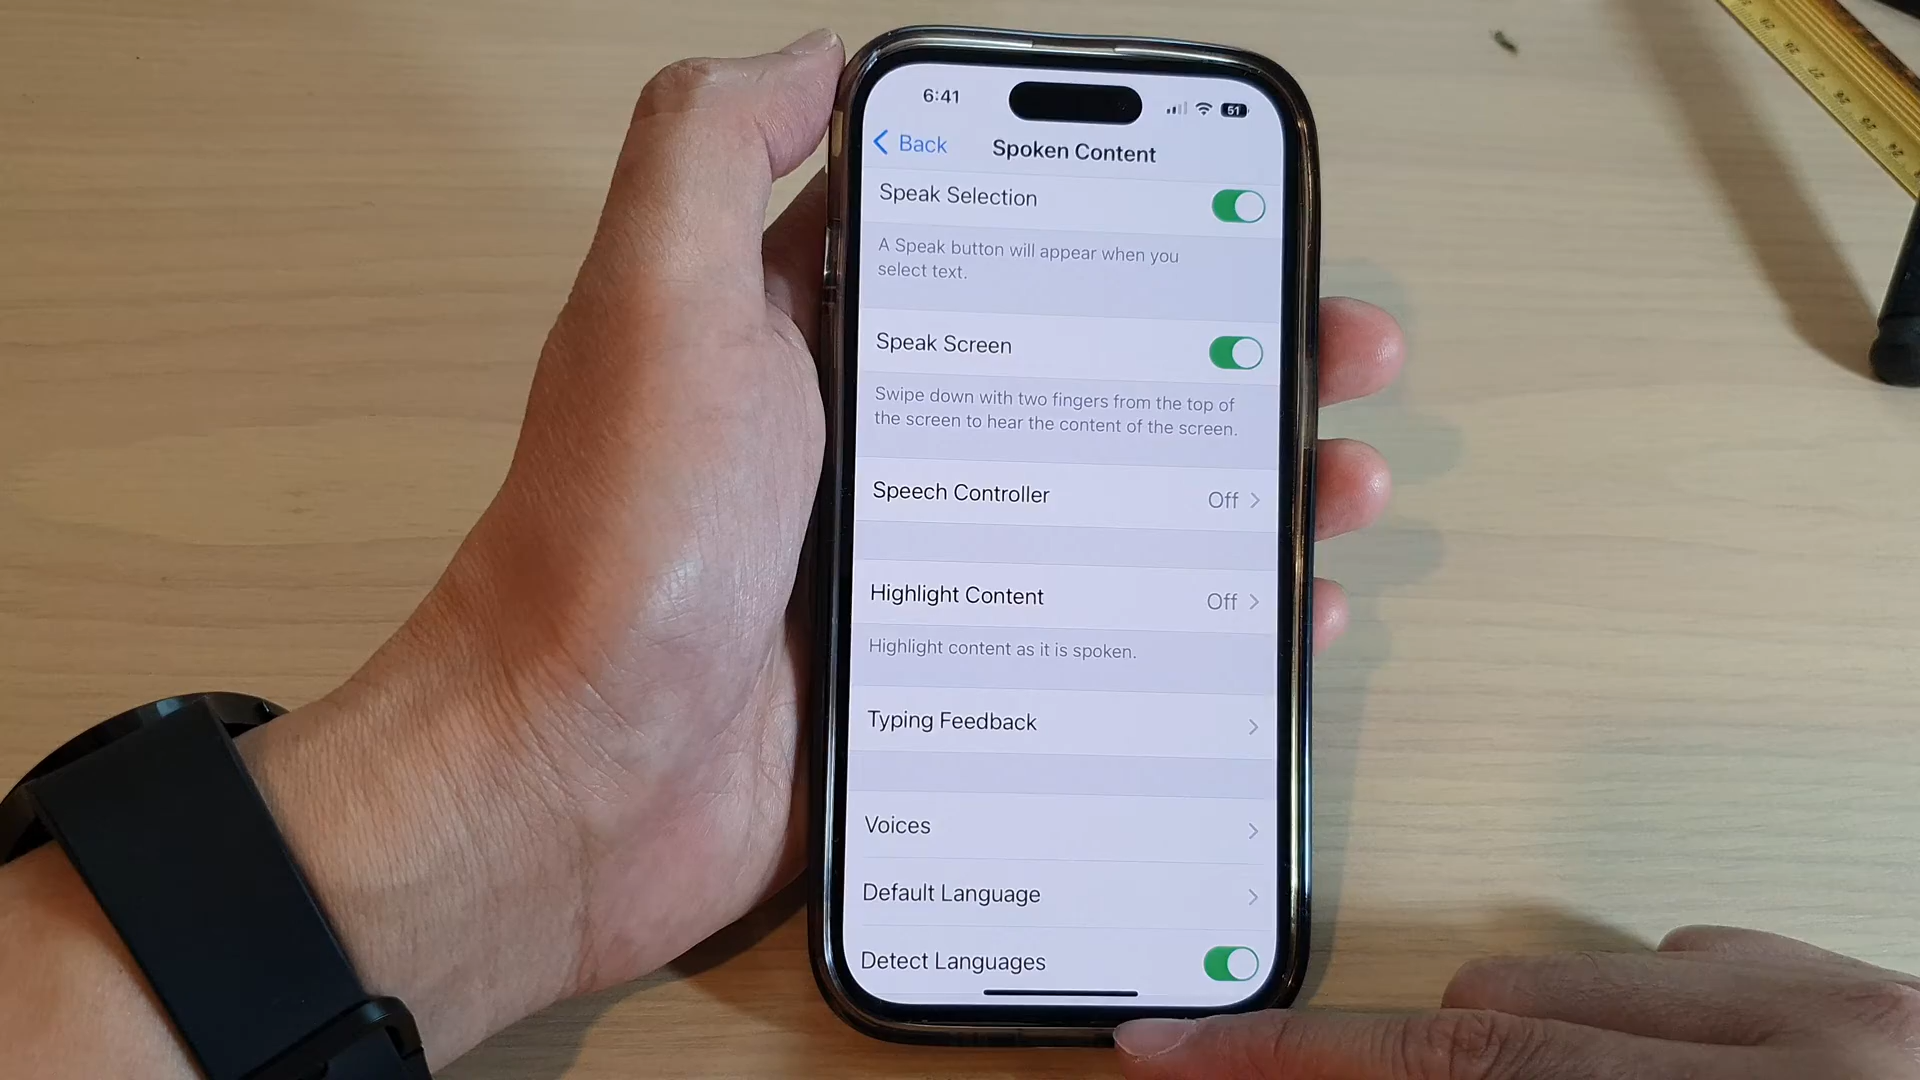 6:41
51
Back
Spoken Content
Speak Selection
A Speak button will appear when you
select text.
Speak Screen
Swipe down with two fingers from the top of
the screen to hear the content of the screen.
Speech Controller Off
Highlight Content Off
Highlight content as it is spoken.
Typing Feedback
Voices
Default Language
Detect Languages